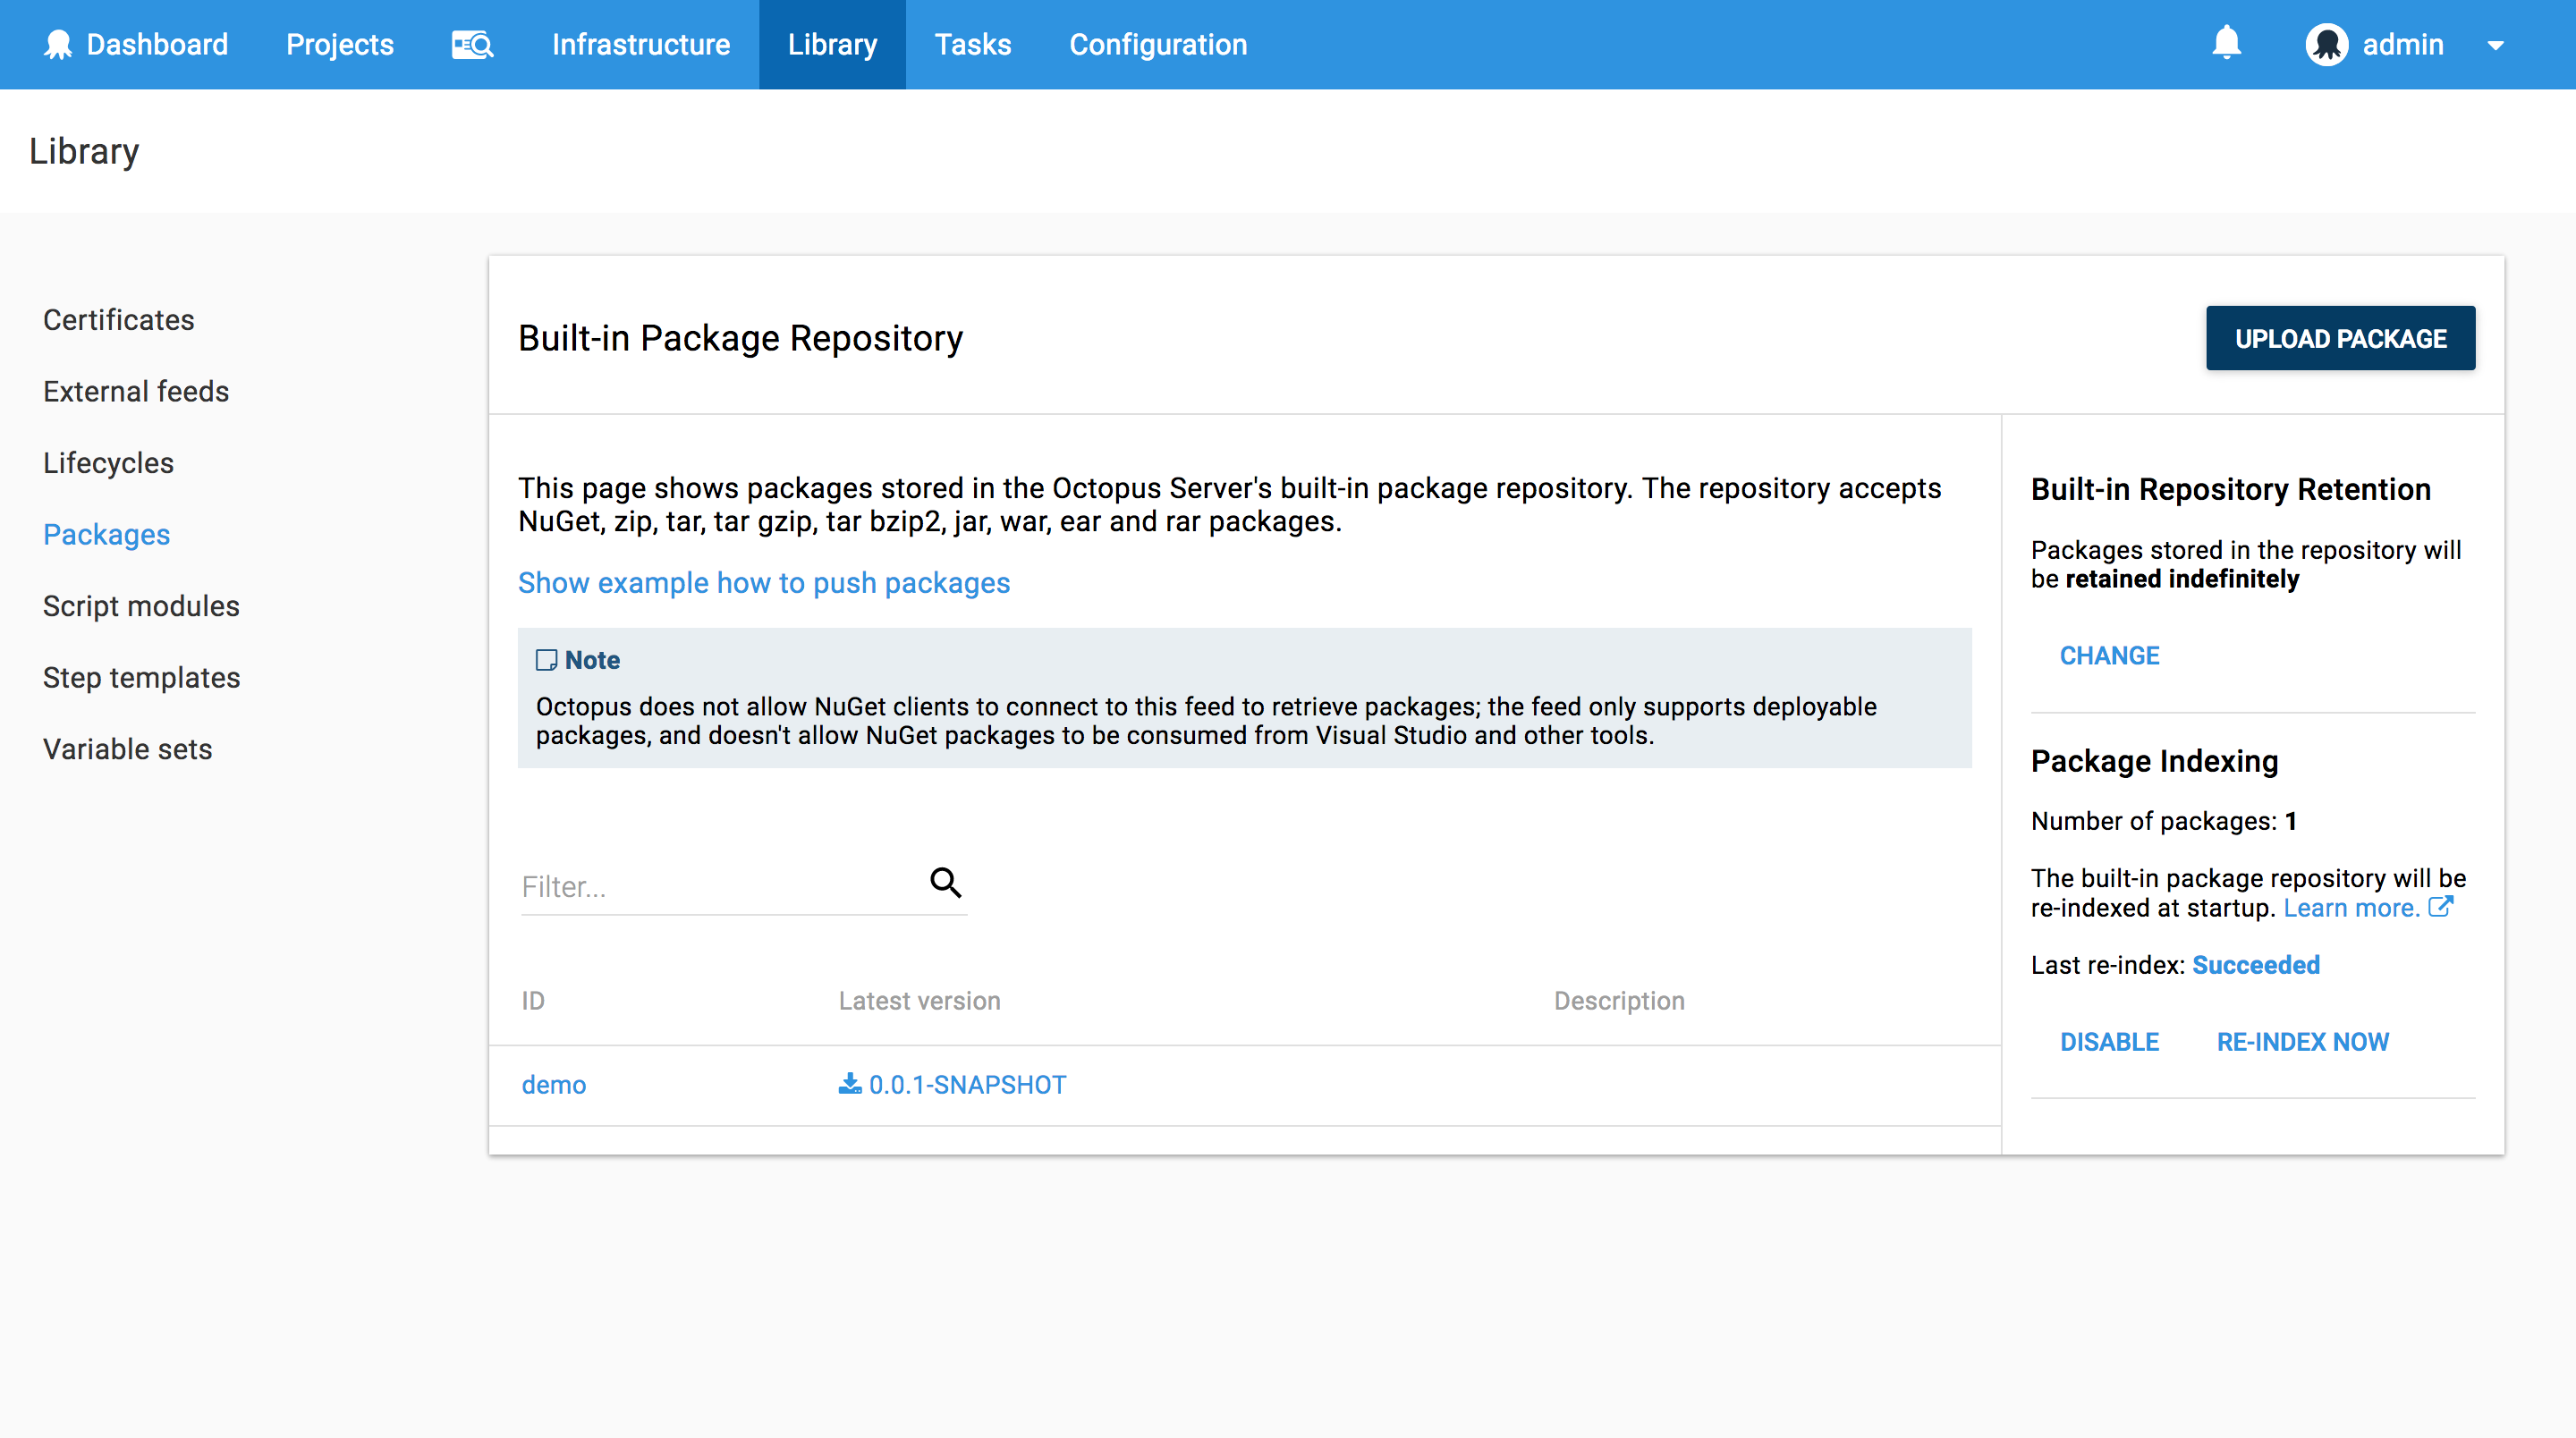 Dashboard
Projects
Infrastructure
Library
Tasks
Configuration
admin
Library
Certificates
External feeds
Lifecycles
Packages
Script modules
Step templates
Variable sets
Built-in Package Repository
UPLOAD PACKAGE
This page shows packages stored in the Octopus Server's built-in package repository. The repository accepts
NuGet, zip, tar, tar gzip, tar bzip2, jar, war, ear and rar packages.
Show example how to push packages
Note
Octopus does not allow NuGet clients to connect to this feed to retrieve packages; the feed only supports deployable
packages, and doesn't allow NuGet packages to be consumed from Visual Studio and other tools.
Filter...
ID
Latest version
Description
demo
0.0.1-SNAPSHOT
Built-in Repository Retention
Packages stored in the repository will
be retained indefinitely
CHANGE
Package Indexing
Number of packages: 1
The built-in package repository will be
re-indexed at startup. Learn more.
Last re-index: Succeeded
DISABLE
RE-INDEX NOW